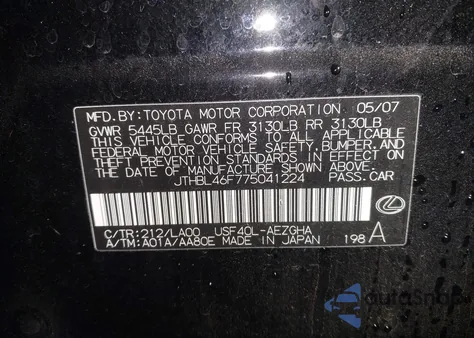 MFD. BY: TOYOTA MOTOR CORPORATION 05/07
GVWR 5445LB GAWR FR 3130LB RR 3130LB
THIS VEHICLE CONFORMS TO ALL APPLICABLE
FEDERAL MOTOR VEHICLE SAFETY, BUMPER, AND
THEFT PREVENTION STANDARDS IN EFFECT ON
THE DATE OF MANUFACTURE SHOWN ABOVE.
JTHBL46F775041224 PASS. CAR
C/TR: 212/LA00 USF40L-AEZGHA
A/TM: A01A/AA80E MADE IN JAPAN 198 A
autoSnap